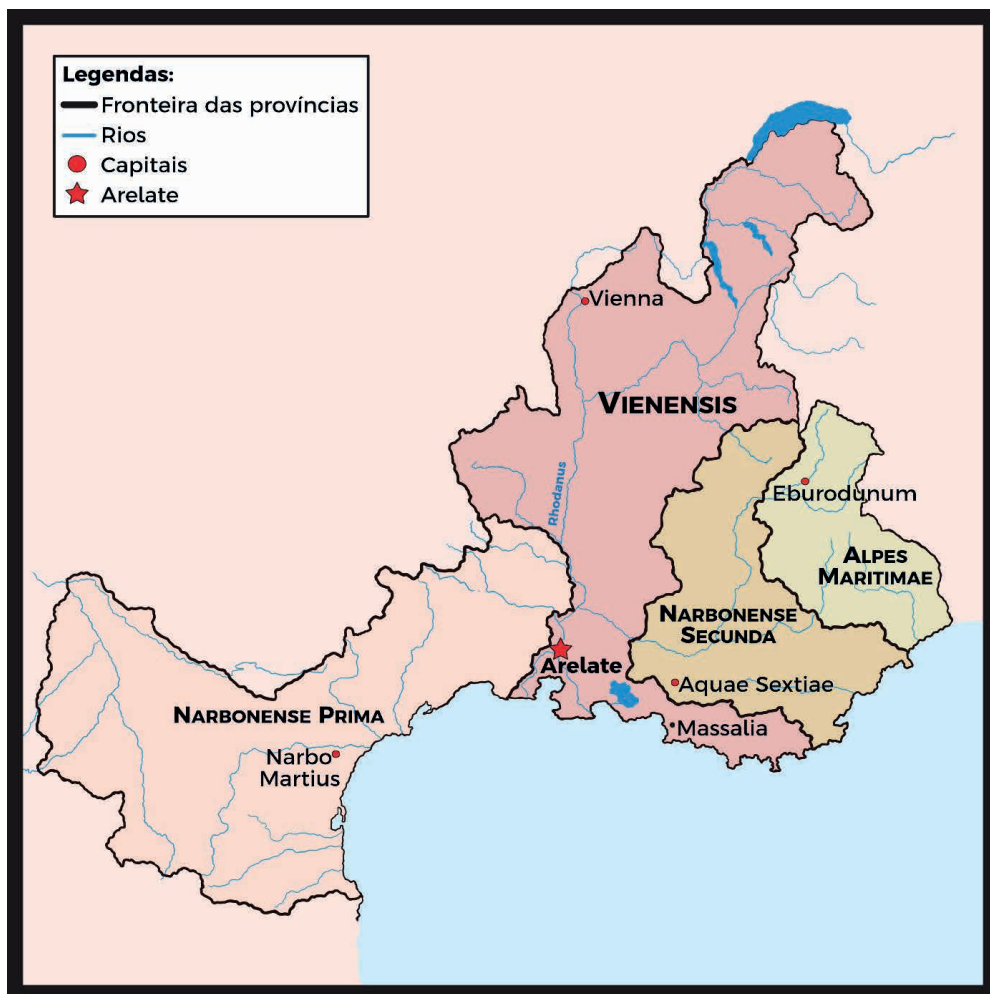 Legendas:
Fronteira das províncias
Rios
Capitais
Arelate
Vienna
VIENENSIS
Rhodanus
Eburodunum
ALPES
MARITIMAE
NARBONENSE
SECUNDA
Arelate
Aquae Sextiae
NARBONENSE PRIMA
Massalia
Narbo
Martius